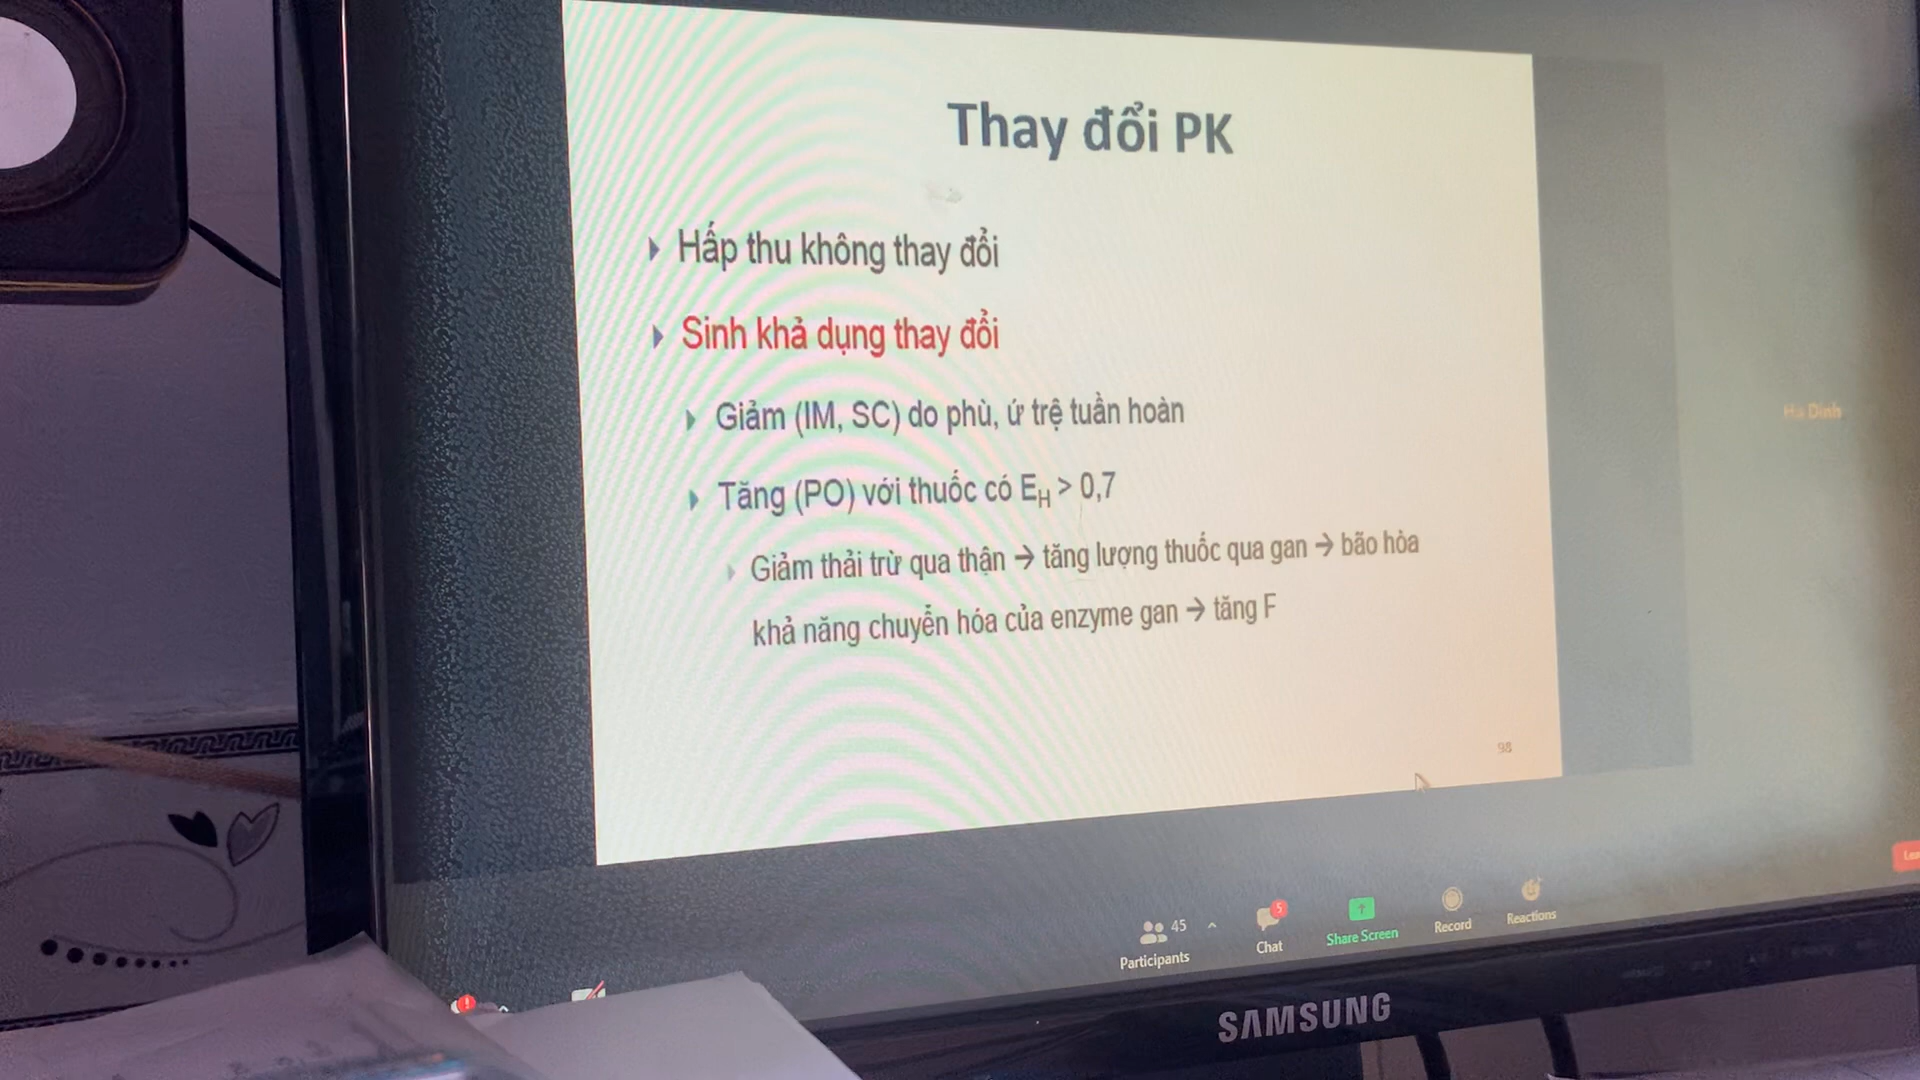 Thay đổi PK
Hấp thu không thay đổi
Sinh khả dụng thay đổi
Giảm (IM, SC) do phù, ứ trệ tuần hoàn
Tăng (PO) với thuốc có EH > 0,7
Giảm thải trừ qua thận → tăng lượng thuốc qua gan → bão hòa
khả năng chuyển hóa của enzyme gan → tăng F
98
Ha Dinh
45
Participants
5
Chat
Share Screen
Record
Reactions
SAMSUNG